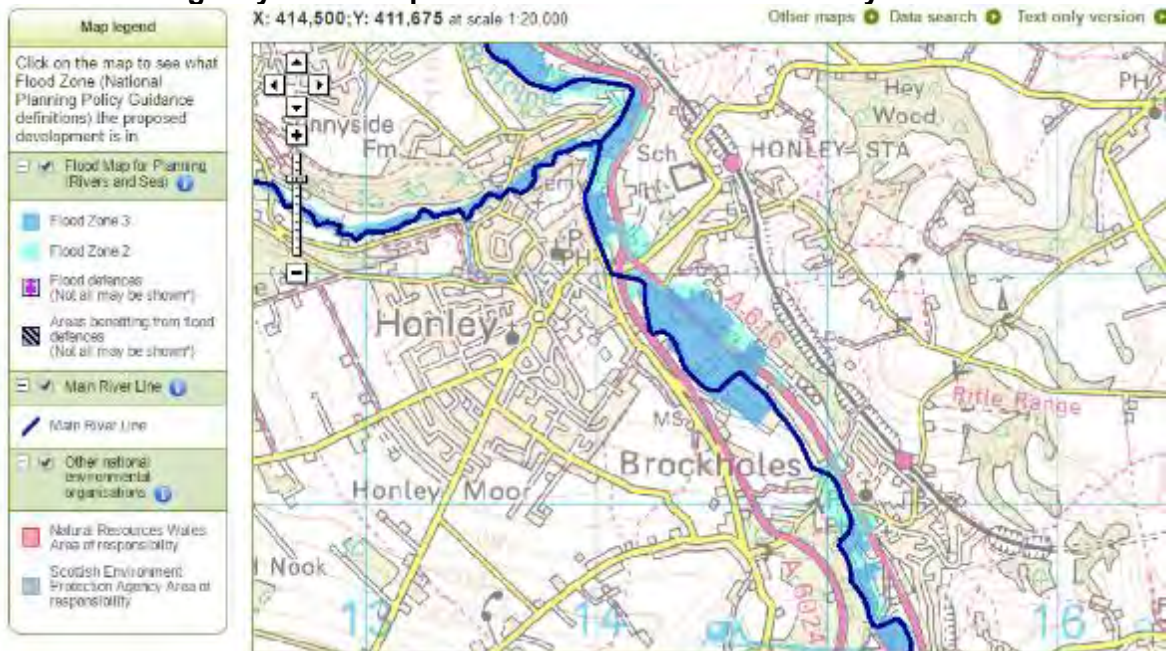 X: 414,500; Y: 411,675 at scale 1:20,000
Other maps
Data search
Text only version
Map legend
Click on the map to see what
Flood Zone (National
Planning Policy Guidance
definitions) the proposed
development is in
Flood Map for Planning
(Rivers and Sea)
Flood Zone 3
Flood Zone 2
Flood defences
(Not all may be shown*)
Areas benefiting from flood
defences
(Not all may be shown*)
Main River Line
Main River Line
Other national
environmental
organisations
Natural Resources Wales
Area of responsibility
Scottish Environment
Protection Agency Area of
responsibility
nnyside
Fm
Hey
Wood
PH
Sch
HONLEY STA
PH
Honley
A 616
Rifle Range
MS
Brockholes
Honley Moor
Nook
A 6024
13
14
16